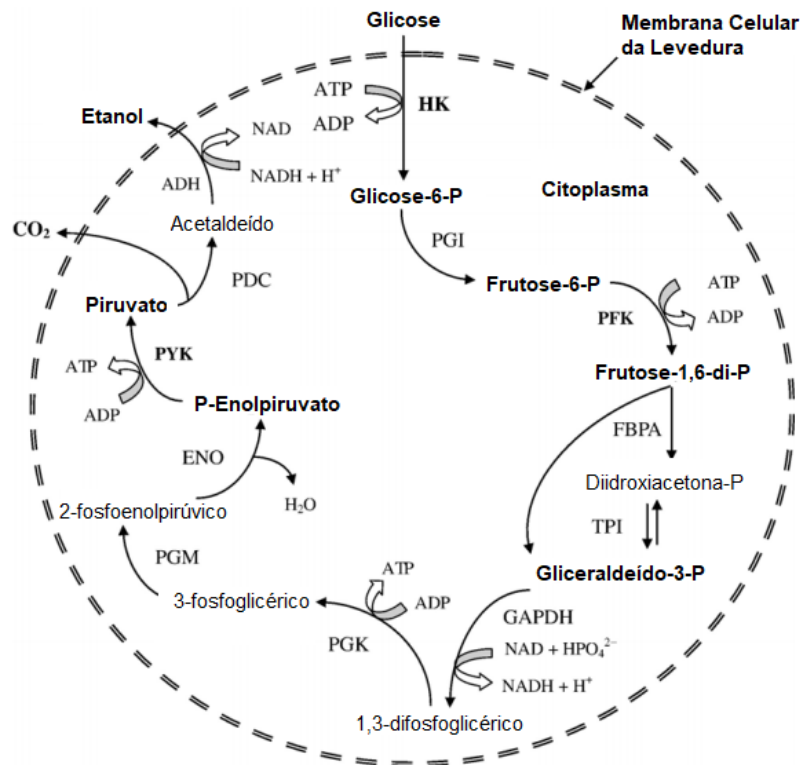 Glicose
Membrana Celular
da Levedura
ATP
HK
ADP
Etanol
NAD
ADH
NADH + H⁺
Glicose-6-P
Citoplasma
Acetaldeído
CO₂
PGI
PDC
Frutose-6-P
ATP
PFK
ADP
Piruvato
PYK
ATP
ADP
Frutose-1,6-di-P
P-Enolpiruvato
FBPA
ENO
Diidroxiacetona-P
H₂O
2-fosfoenolpirúvico
TPI
PGM
ATP
Gliceraldeído-3-P
3-fosfoglicérico
ADP
GAPDH
PGK
NAD + HPO₄²⁻
NADH + H⁺
1,3-difosfoglicérico